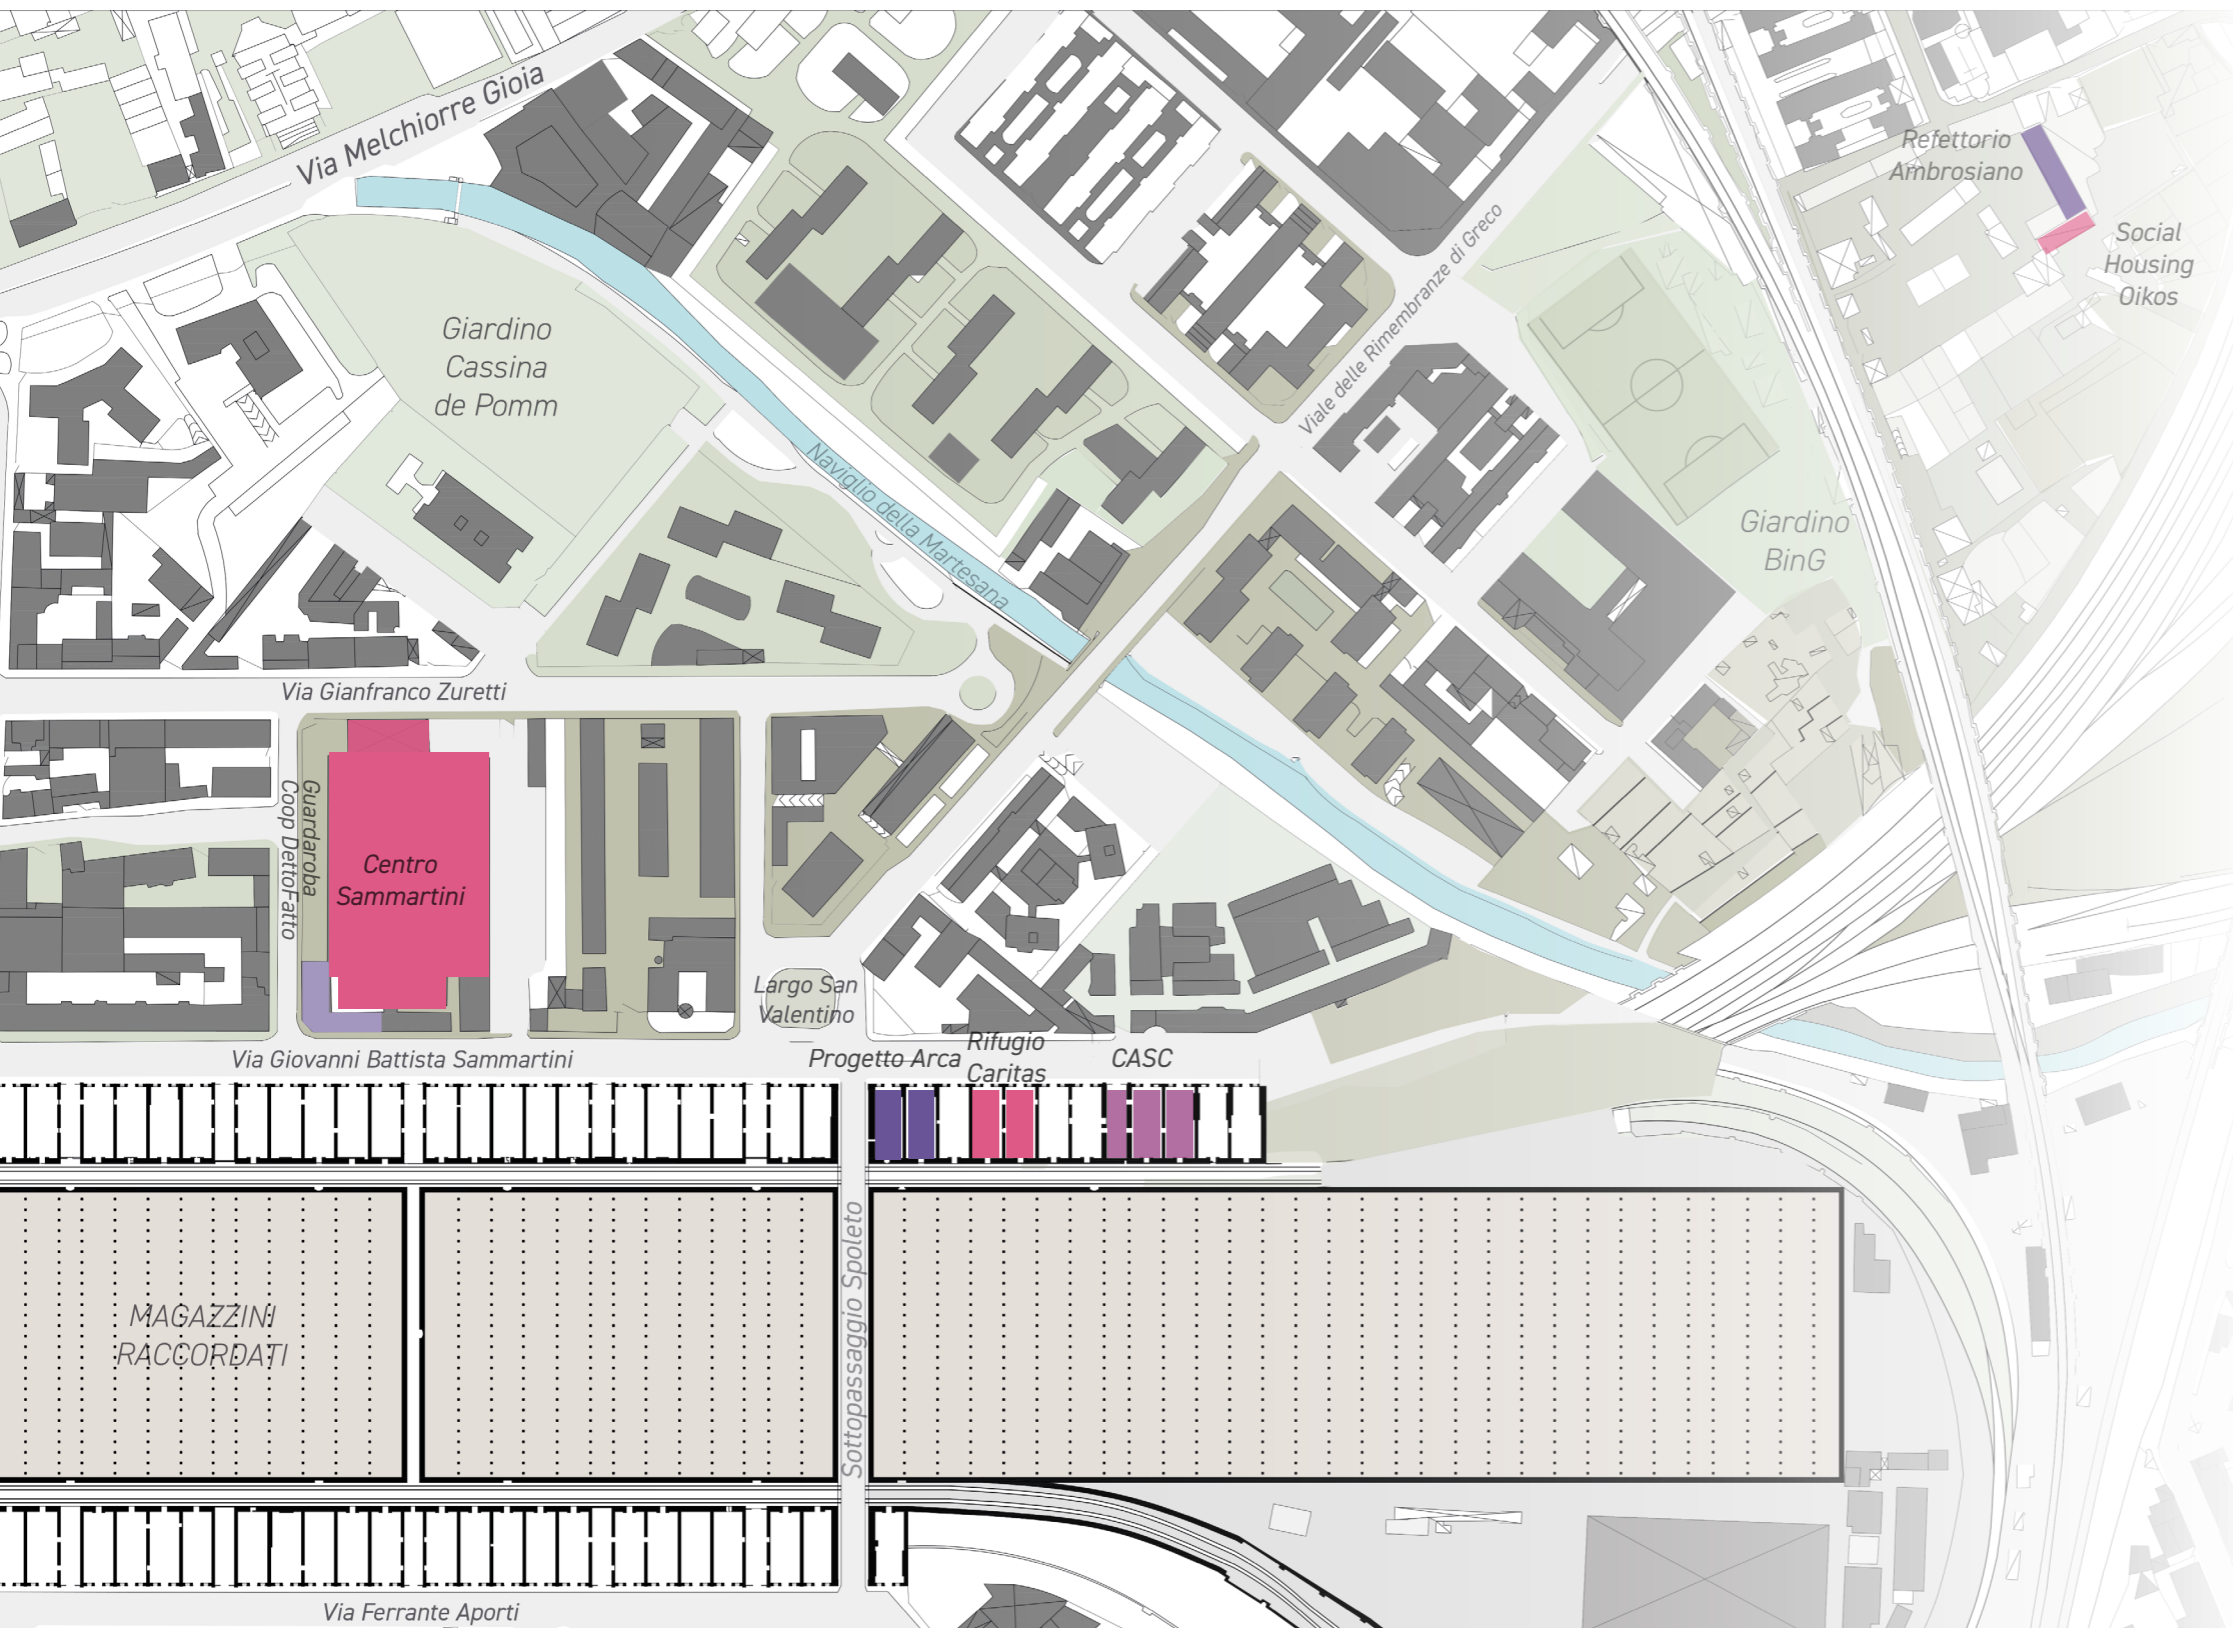 Via Melchiorre Gioia
Refettorio
Ambrosiano
Social
Housing
Oikos
Viale delle Rimembranze di Greco
Giardino
Cassina
de Pomm
Naviglio della Martesana
Giardino
BinG
Via Gianfranco Zuretti
Guardaroba
Coop DettoFatto
Centro
Sammartini
Largo San
Valentino
Via Giovanni Battista Sammartini
Progetto Arca
Rifugio
Caritas
CASC
Sottopassaggio Spoleto
MAGAZZINI
RACCORDATI
Via Ferrante Aporti